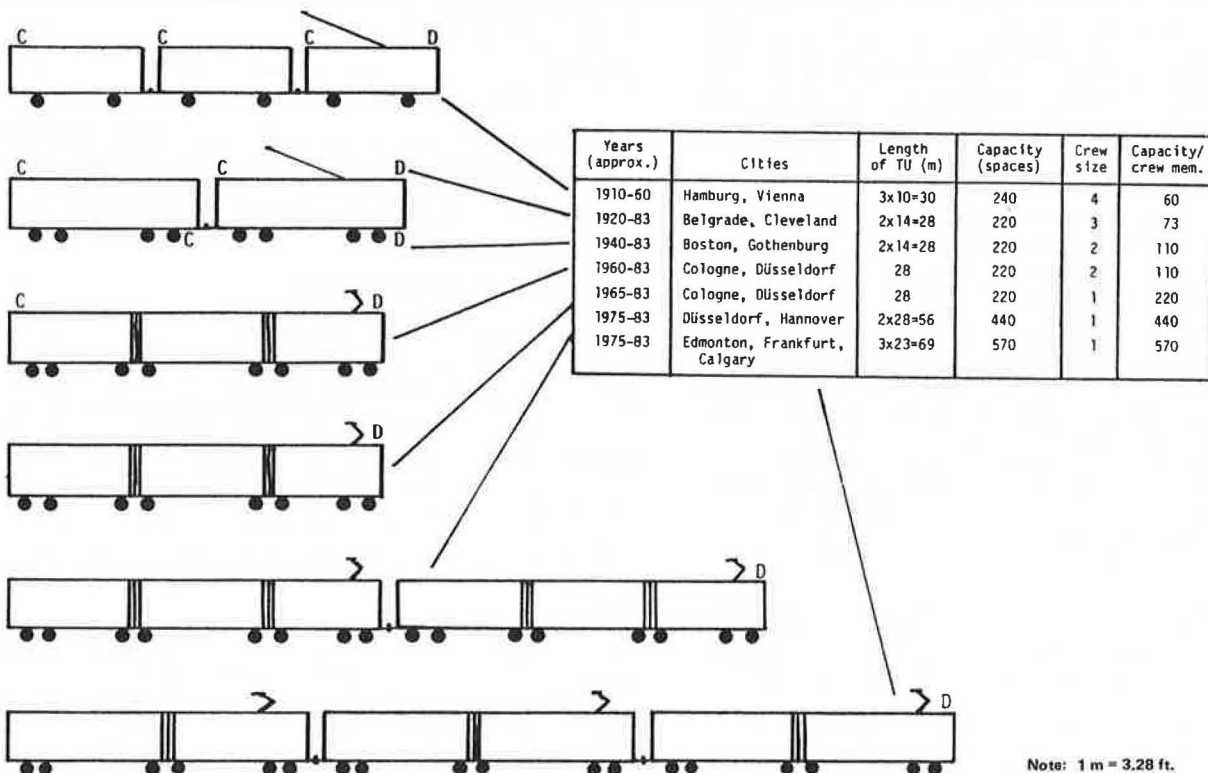 C C C D
C C D
C D
C D
D
D
D
D
Years (approx.) Cities Length of TU (m) Capacity (spaces) Crew size Capacity/ crew mem.
1910-60 Hamburg, Vienna 3x10=30 240 4 60
1920-83 Belgrade, Cleveland 2x14=28 220 3 73
1940-83 Boston, Gothenburg 2x14=28 220 2 110
1960-83 Cologne, Düsseldorf 28 220 2 110
1965-83 Cologne, Düsseldorf 28 220 1 220
1975-83 Düsseldorf, Hannover 2x28=56 440 1 440
1975-83 Edmonton, Frankfurt, 3x23=69 570 1 570
Calgary
Note: 1 m = 3.28 ft.